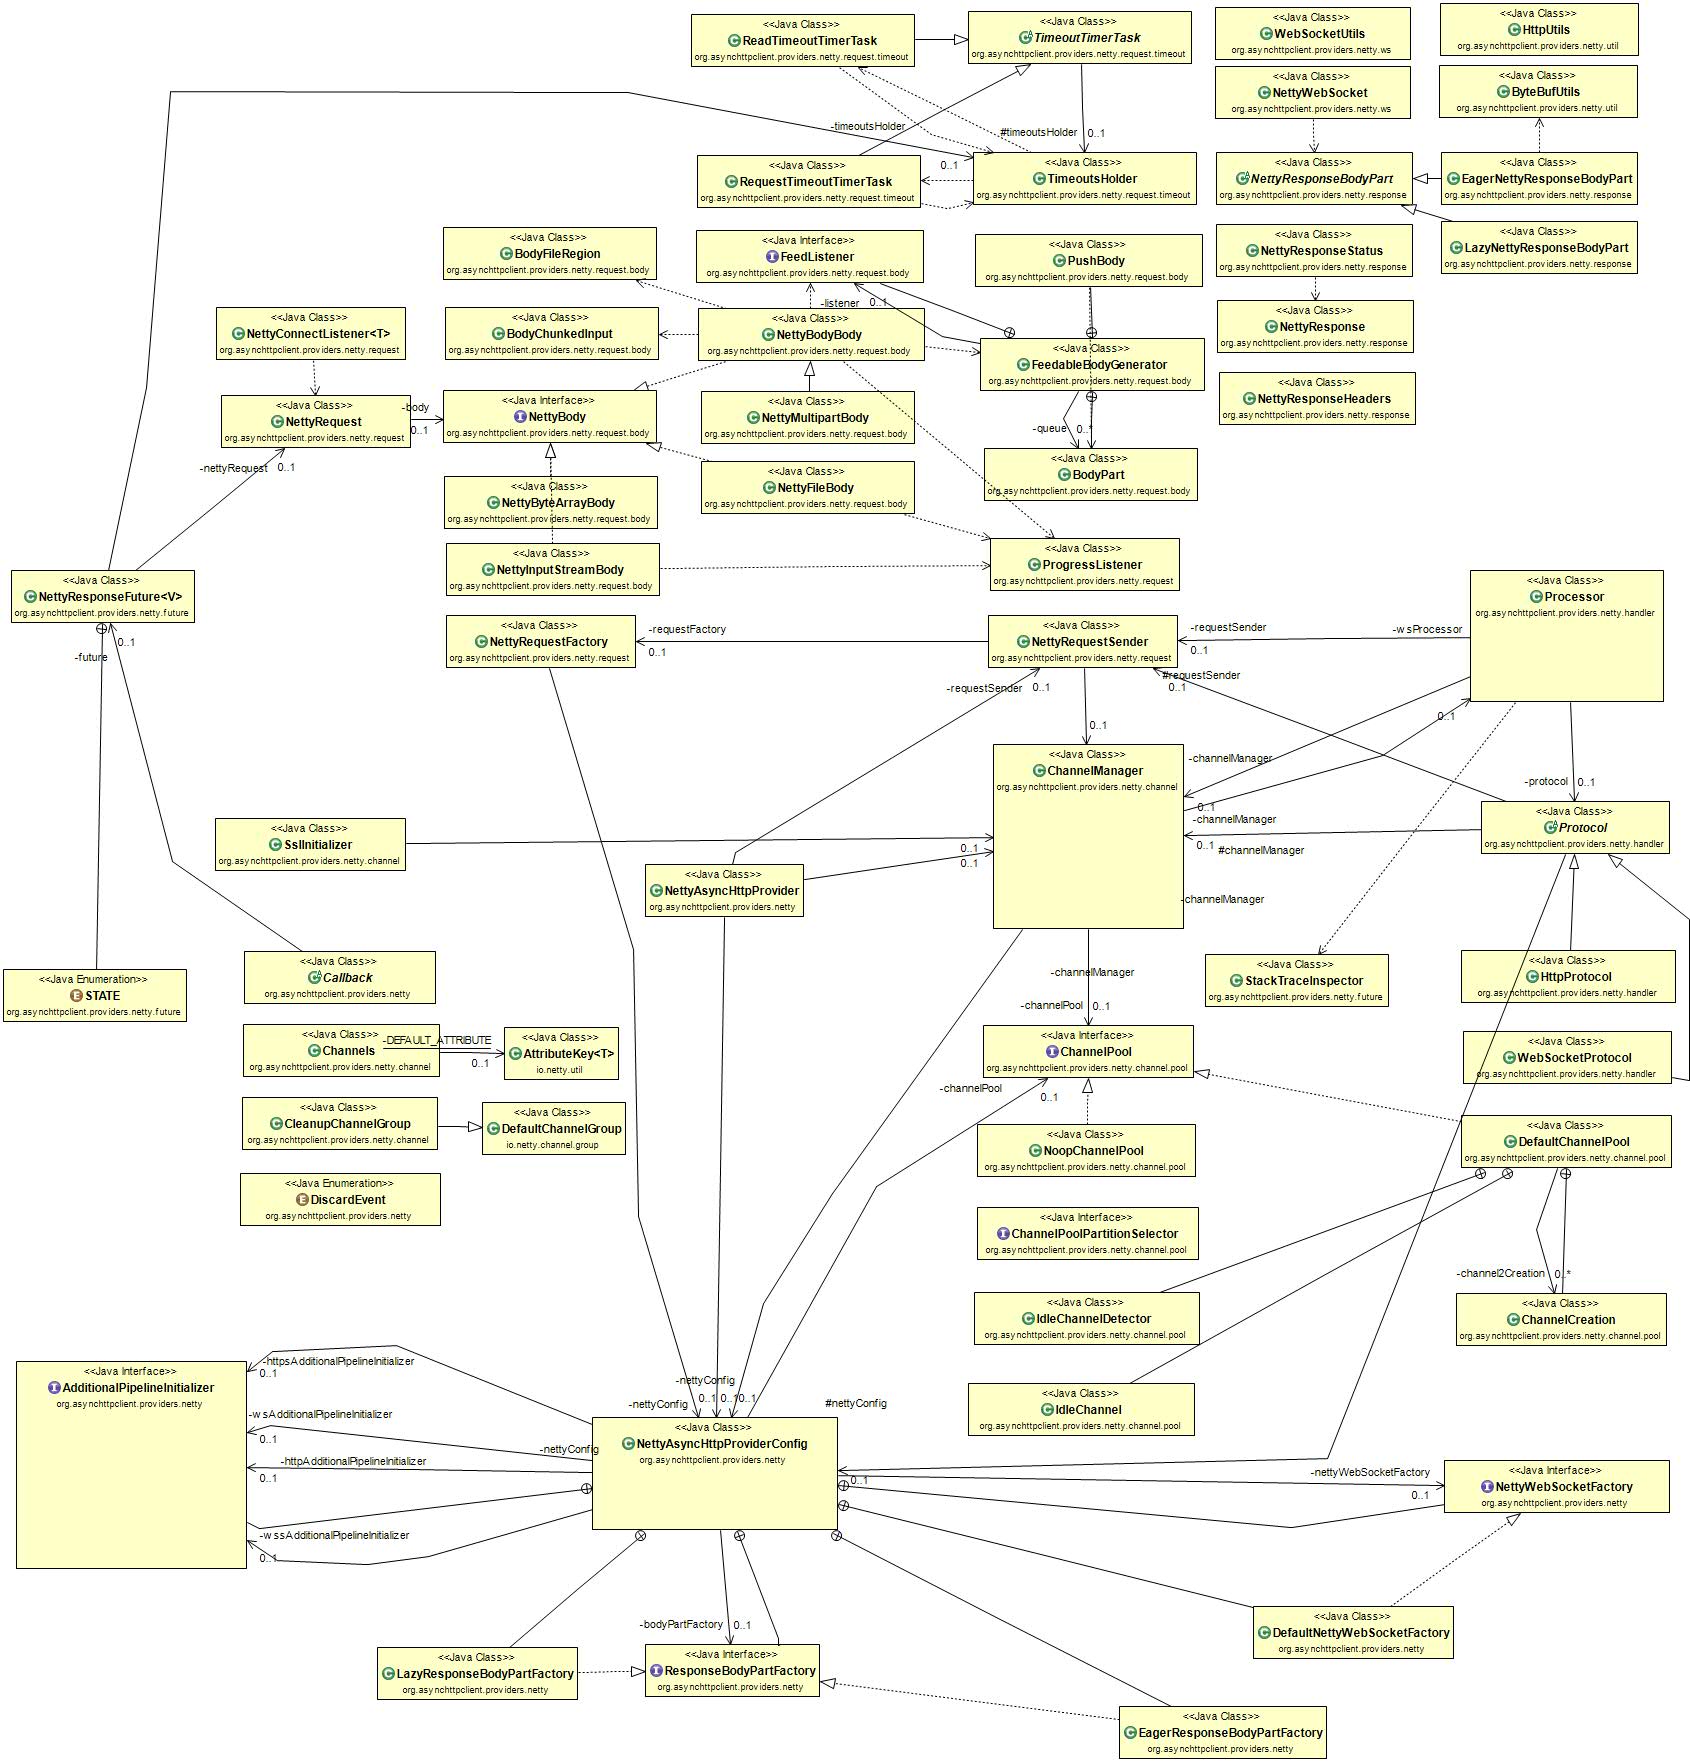 <<Java Class>>
ReadTimeoutTimerTask
org.asynchttpclient.providers.netty.request.timeout
<<Java Class>>
TimeoutTimerTask
org.asynchttpclient.providers.netty.request.timeout
<<Java Class>>
WebSocketUtils
org.asynchttpclient.providers.netty.ws
<<Java Class>>
HttpUtils
org.asynchttpclient.providers.netty.util
<<Java Class>>
NettyWebSocket
org.asynchttpclient.providers.netty.ws
<<Java Class>>
ByteBufUtils
org.asynchttpclient.providers.netty.util
-timeoutsHolder
#timeoutsHolder
0..1
0..1
<<Java Class>>
RequestTimeoutTimerTask
org.asynchttpclient.providers.netty.request.timeout
<<Java Class>>
TimeoutsHolder
org.asynchttpclient.providers.netty.request.timeout
<<Java Class>>
NettyResponseBodyPart
org.asynchttpclient.providers.netty.response
<<Java Class>>
EagerNettyResponseBodyPart
org.asynchttpclient.providers.netty.response
<<Java Class>>
BodyFileRegion
org.asynchttpclient.providers.netty.request.body
<<Java Interface>>
FeedListener
org.asynchttpclient.providers.netty.request.body
<<Java Class>>
PushBody
org.asynchttpclient.providers.netty.request.body
<<Java Class>>
NettyResponseStatus
org.asynchttpclient.providers.netty.response
<<Java Class>>
LazyNettyResponseBodyPart
org.asynchttpclient.providers.netty.response
-listener
0..1
<<Java Class>>
NettyConnectListener<T>
org.asynchttpclient.providers.netty.request
<<Java Class>>
BodyChunkedInput
org.asynchttpclient.providers.netty.request.body
<<Java Class>>
NettyBodyBody
org.asynchttpclient.providers.netty.request.body
<<Java Class>>
FeedableBodyGenerator
org.asynchttpclient.providers.netty.request.body
<<Java Class>>
NettyResponse
org.asynchttpclient.providers.netty.response
<<Java Class>>
NettyResponseHeaders
org.asynchttpclient.providers.netty.response
<<Java Class>>
NettyRequest
org.asynchttpclient.providers.netty.request
-body
0..1
<<Java Interface>>
NettyBody
org.asynchttpclient.providers.netty.request.body
<<Java Class>>
NettyMultipartBody
org.asynchttpclient.providers.netty.request.body
-queue
0..*
-nettyRequest
0..1
<<Java Class>>
NettyByteArrayBody
org.asynchttpclient.providers.netty.request.body
<<Java Class>>
NettyFileBody
org.asynchttpclient.providers.netty.request.body
<<Java Class>>
BodyPart
org.asynchttpclient.providers.netty.request.body
<<Java Class>>
NettyInputStreamBody
org.asynchttpclient.providers.netty.request.body
<<Java Class>>
ProgressListener
org.asynchttpclient.providers.netty.request
<<Java Class>>
NettyResponseFuture<V>
org.asynchttpclient.providers.netty.future
0..1
-future
<<Java Class>>
Processor
org.asynchttpclient.providers.netty.handler
<<Java Class>>
NettyRequestFactory
org.asynchttpclient.providers.netty.request
-requestFactory
0..1
<<Java Class>>
NettyRequestSender
org.asynchttpclient.providers.netty.request
-requestSender
0..1
-wsProcessor
-requestSender
0..1
#requestSender
0..1
0..1
0..1
<<Java Class>>
ChannelManager
org.asynchttpclient.providers.netty.channel
-channelManager
-protocol
0..1
0..1
-channelManager
0..1
#channelManager
-channelManager
<<Java Class>>
Protocol
org.asynchttpclient.providers.netty.handler
<<Java Class>>
SslInitializer
org.asynchttpclient.providers.netty.channel
0..1
0..1
<<Java Class>>
NettyAsyncHttpProvider
org.asynchttpclient.providers.netty
<<Java Enumeration>>
STATE
org.asynchttpclient.providers.netty.future
<<Java Class>>
Callback
org.asynchttpclient.providers.netty
-channelManager
-channelPool
0..1
<<Java Class>>
StackTraceInspector
org.asynchttpclient.providers.netty.future
<<Java Class>>
HttpProtocol
org.asynchttpclient.providers.netty.handler
<<Java Class>>
Channels
org.asynchttpclient.providers.netty.channel
-DEFAULT_ATTRIBUTE
0..1
<<Java Class>>
AttributeKey<T>
io.netty.util
<<Java Interface>>
ChannelPool
org.asynchttpclient.providers.netty.channel.pool
<<Java Class>>
WebSocketProtocol
org.asynchttpclient.providers.netty.handler
-channelPool
0..1
<<Java Class>>
CleanupChannelGroup
org.asynchttpclient.providers.netty.channel
<<Java Class>>
DefaultChannelGroup
io.netty.channel.group
<<Java Class>>
NoopChannelPool
org.asynchttpclient.providers.netty.channel.pool
<<Java Class>>
DefaultChannelPool
org.asynchttpclient.providers.netty.channel.pool
<<Java Enumeration>>
DiscardEvent
org.asynchttpclient.providers.netty
<<Java Interface>>
ChannelPoolPartitionSelector
org.asynchttpclient.providers.netty.channel.pool
-channel2Creation
0..*
<<Java Class>>
IdleChannelDetector
org.asynchttpclient.providers.netty.channel.pool
<<Java Class>>
ChannelCreation
org.asynchttpclient.providers.netty.channel.pool
<<Java Interface>>
AdditionalPipelineInitializer
org.asynchttpclient.providers.netty
-httpsAdditionalPipelineInitializer
0..1
-wsAdditionalPipelineInitializer
0..1
-httpAdditionalPipelineInitializer
0..1
-wssAdditionalPipelineInitializer
0..1
-nettyConfig
-nettyConfig
0..1
0..1
0..1
-nettyConfig
#nettyConfig
0..1
<<Java Class>>
IdleChannel
org.asynchttpclient.providers.netty.channel.pool
<<Java Class>>
NettyAsyncHttpProviderConfig
org.asynchttpclient.providers.netty
-nettyWebSocketFactory
0..1
<<Java Interface>>
NettyWebSocketFactory
org.asynchttpclient.providers.netty
-bodyPartFactory
0..1
<<Java Class>>
DefaultNettyWebSocketFactory
org.asynchttpclient.providers.netty
<<Java Class>>
LazyResponseBodyPartFactory
org.asynchttpclient.providers.netty
<<Java Interface>>
ResponseBodyPartFactory
org.asynchttpclient.providers.netty
<<Java Class>>
EagerResponseBodyPartFactory
org.asynchttpclient.providers.netty